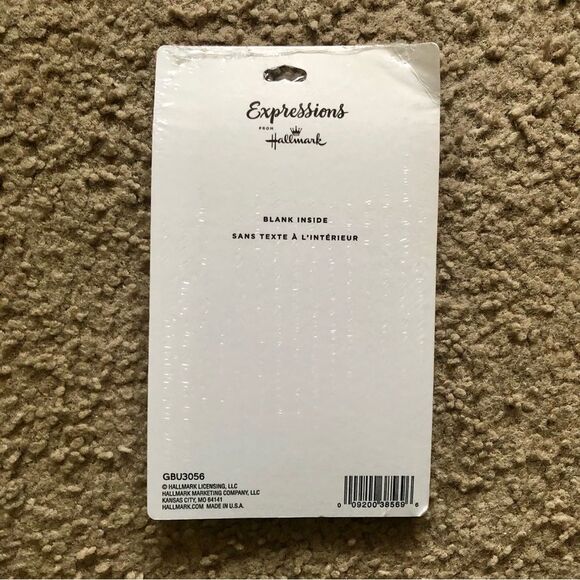 Expressions
FROM
Hallmark
BLANK INSIDE
SANS TEXTE À L'INTÉRIEUR
GBU3056
© HALLMARK LICENSING, LLC
HALLMARK MARKETING COMPANY, LLC
KANSAS CITY, MO 64141
HALLMARK.COM MADE IN U.S.A.
0 09200 38569 6